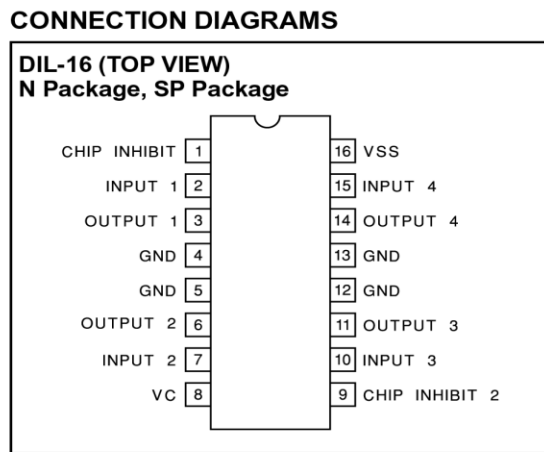 CONNECTION DIAGRAMS
DIL-16 (TOP VIEW)
N Package, SP Package
CHIP INHIBIT 1 16 VSS
INPUT 1 2 15 INPUT 4
OUTPUT 1 3 14 OUTPUT 4
GND 4 13 GND
GND 5 12 GND
OUTPUT 2 6 11 OUTPUT 3
INPUT 2 7 10 INPUT 3
VC 8 9 CHIP INHIBIT 2